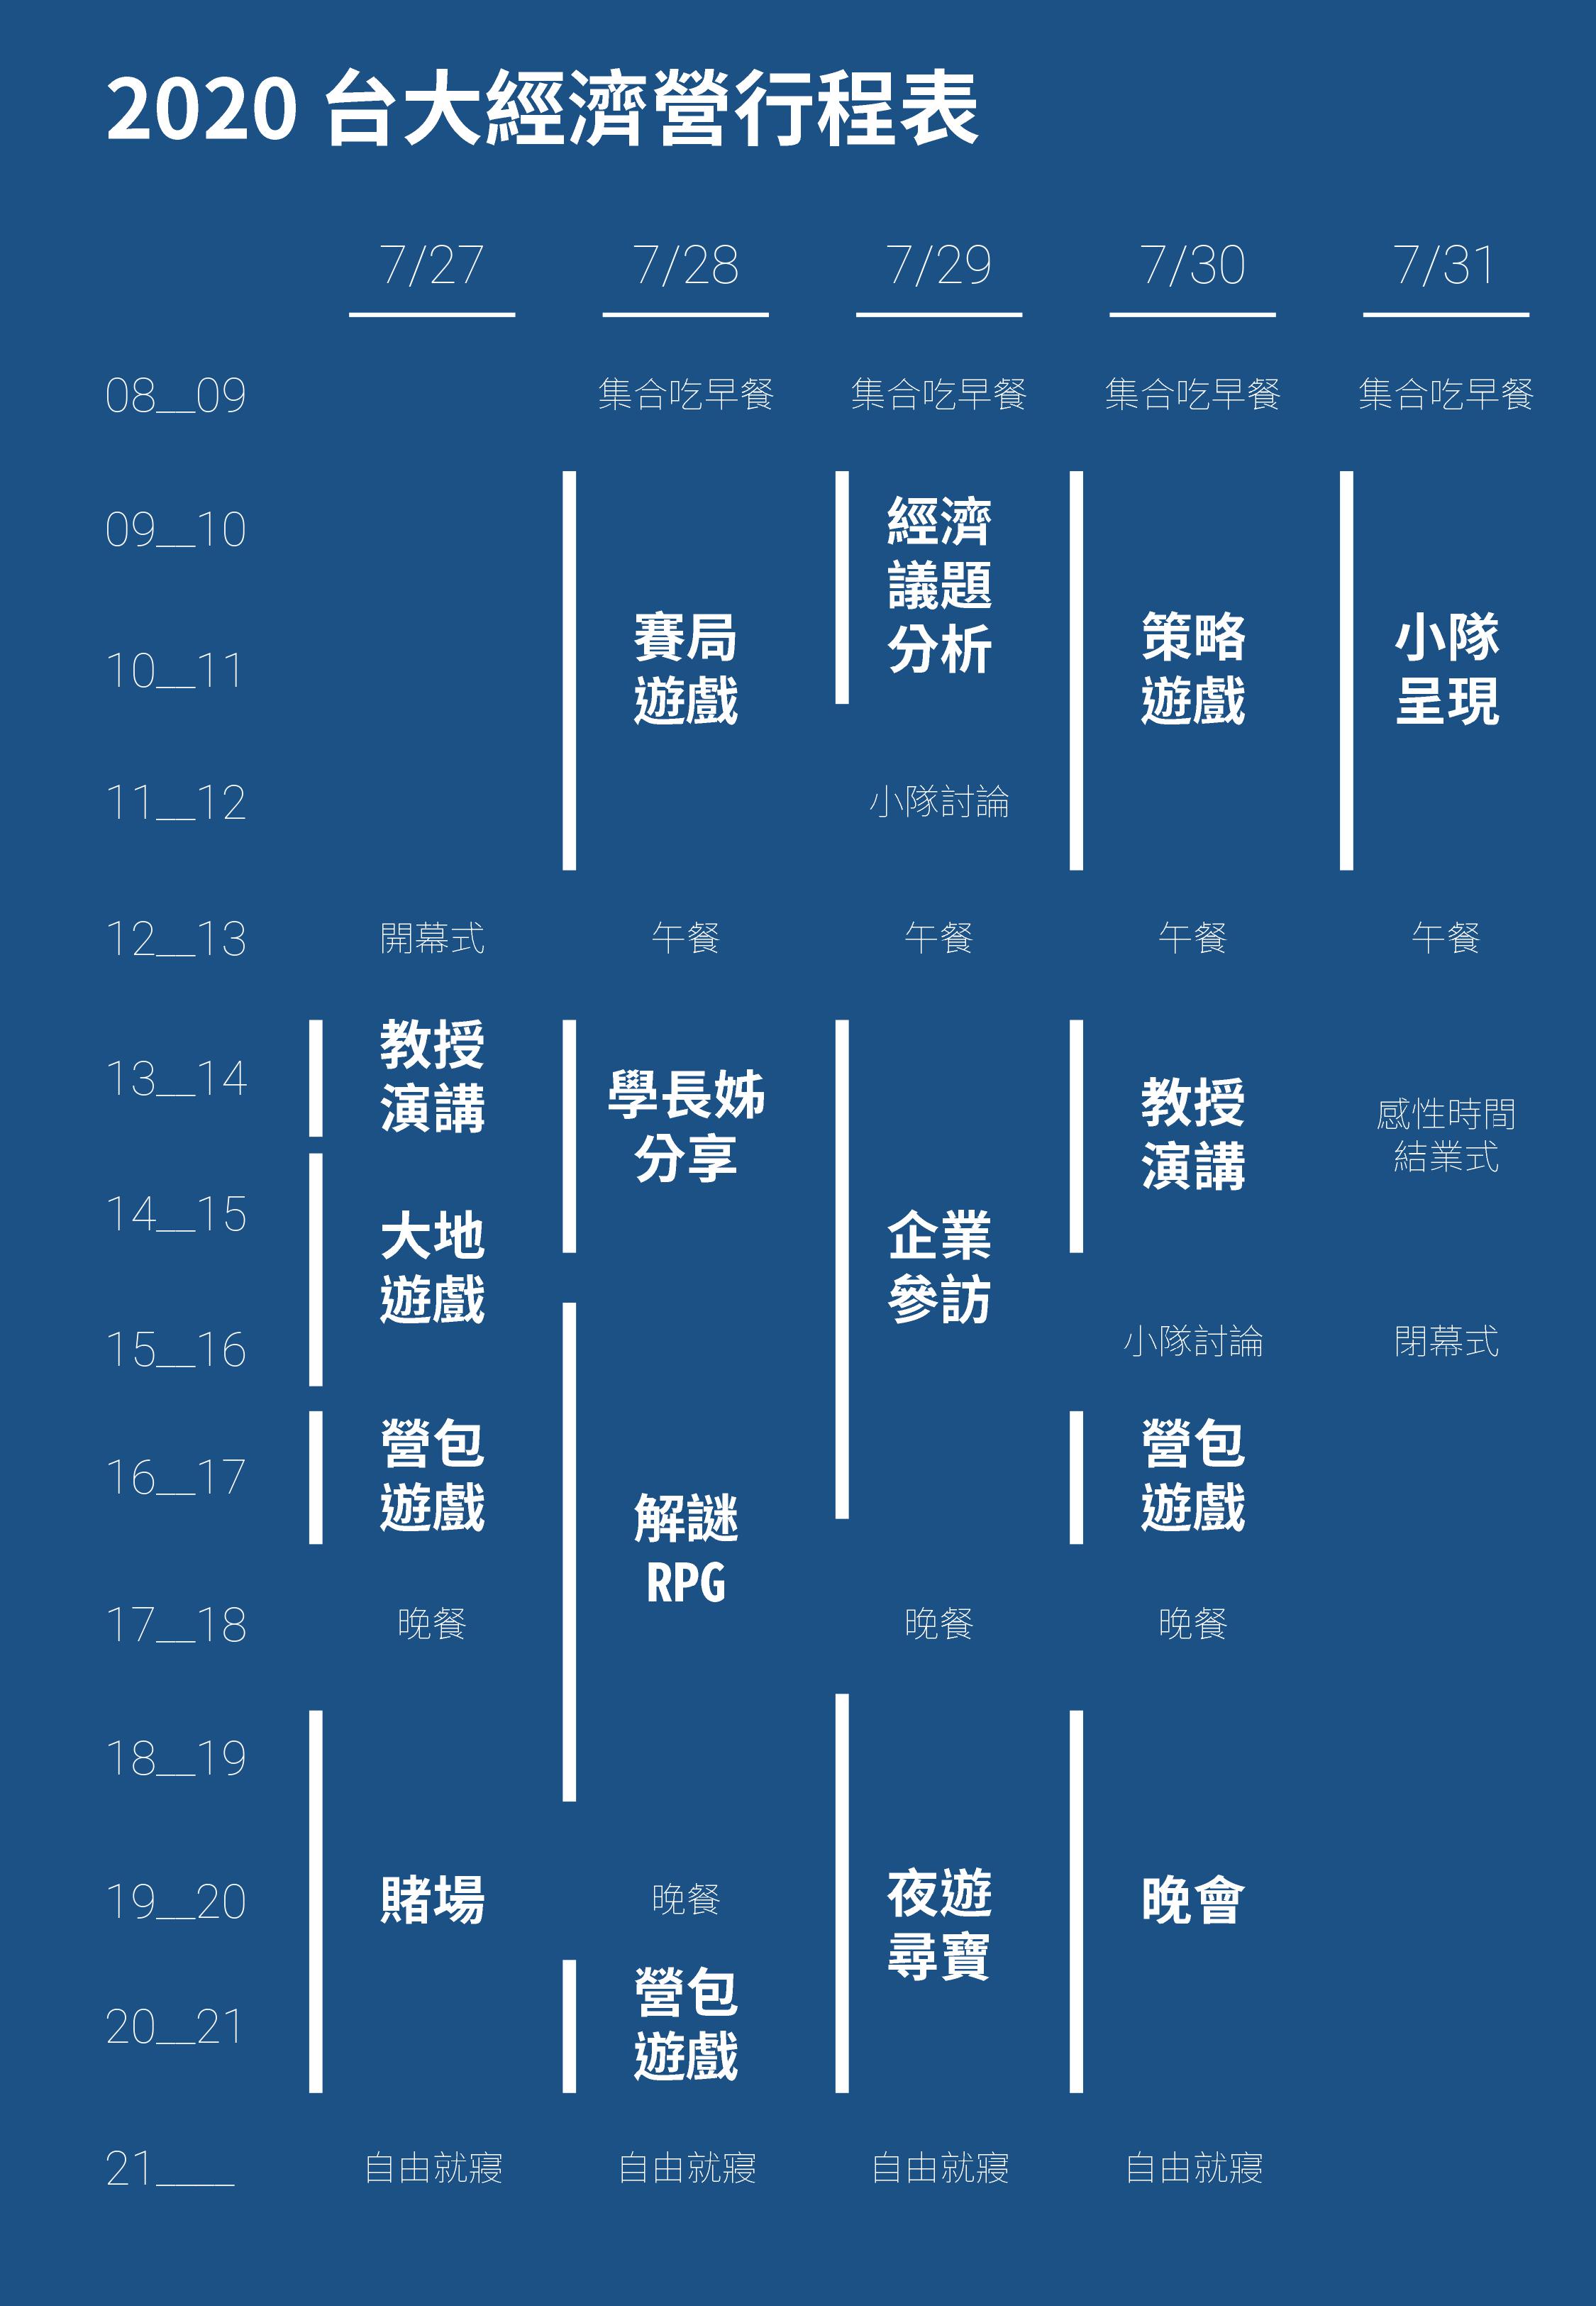 2020 台大經濟營行程表
7/27 7/28 7/29 7/30 7/31
08__09 集合吃早餐 集合吃早餐 集合吃早餐 集合吃早餐
09__10
經濟
議題
分析
10__11
賽局
遊戲
策略
遊戲
小隊
呈現
11__12 小隊討論
12__13 開幕式 午餐 午餐 午餐 午餐
13__14
教授
演講
學長姊
分享
教授
演講
感性時間
結業式
14__15
大地
遊戲
企業
參訪
15__16 小隊討論 閉幕式
16__17
營包
遊戲
解謎
RPG
營包
遊戲
17__18 晚餐 晚餐 晚餐
18__19
19__20 賭場 晚餐
夜遊
尋寶
晚會
20__21
營包
遊戲
21____ 自由就寢 自由就寢 自由就寢 自由就寢